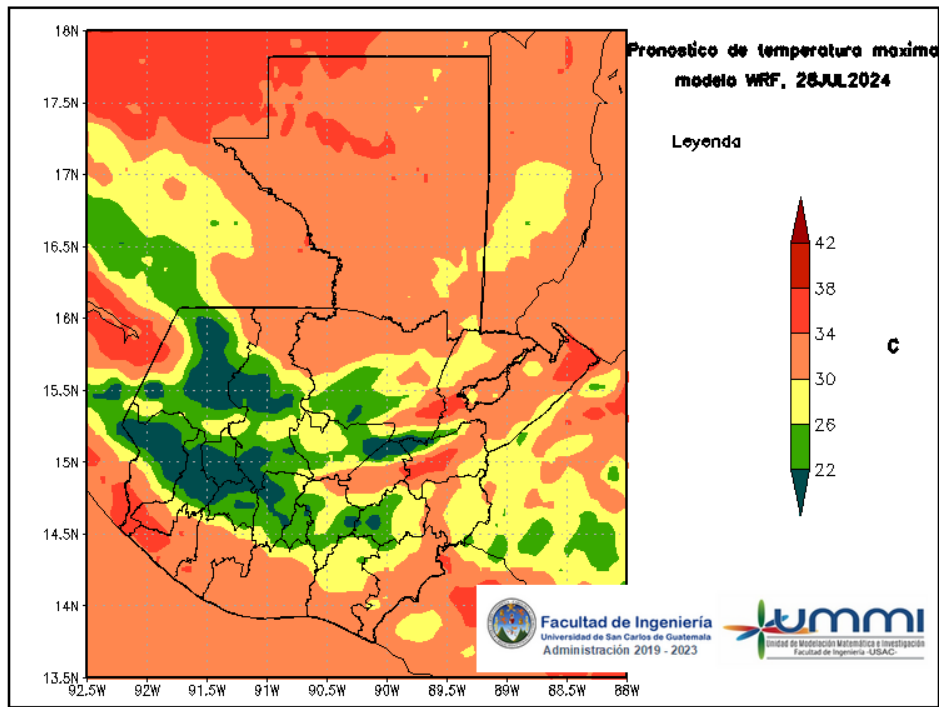 Pronostico de temperatura maxima
modelo WRF, 28JUL2024
Leyenda
42
38
34
30
26
22
C
18N
17.5N
17N
16.5N
16N
15.5N
15N
14.5N
14N
13.5N
92.5W 92W 91.5W 91W 90.5W 90W 89.5W 89W 88.5W 88W
Facultad de Ingeniería
Universidad de San Carlos de Guatemala
Administración 2019 - 2023
ummi
Unidad de Modelación Matemática e Investigación
Facultad de Ingeniería -USAC-